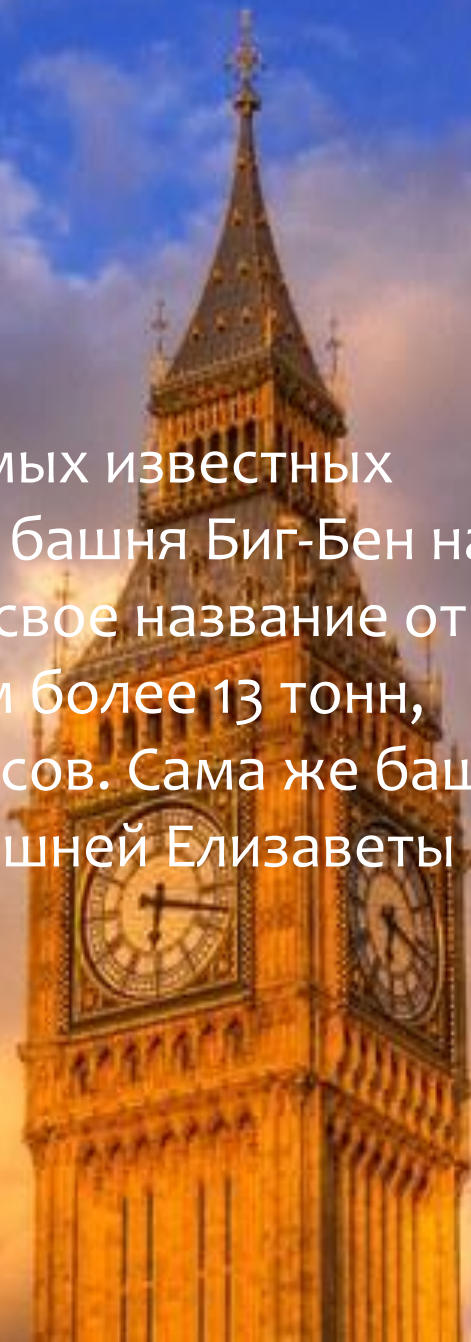 мых известных
башня Биг-Бен на
свое название от
м более 13 тонн,
сов. Сама же баш
шней Елизаветы